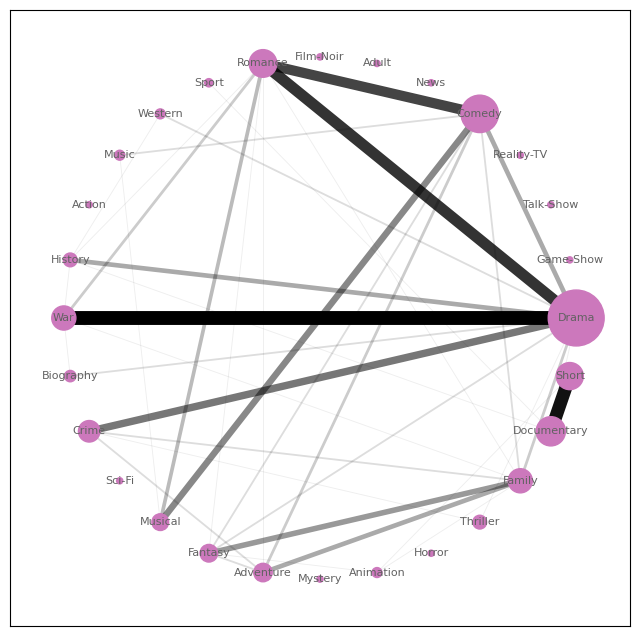 Film-Noir
Romance
Adult
Sport
News
Western
Comedy
Music
Reality-TV
Action
Talk-Show
History
Game-Show
War
Drama
Biography
Short
Crime
Documentary
Sci-Fi
Family
Musical
Thriller
Fantasy
Horror
Adventure
Mystery
Animation